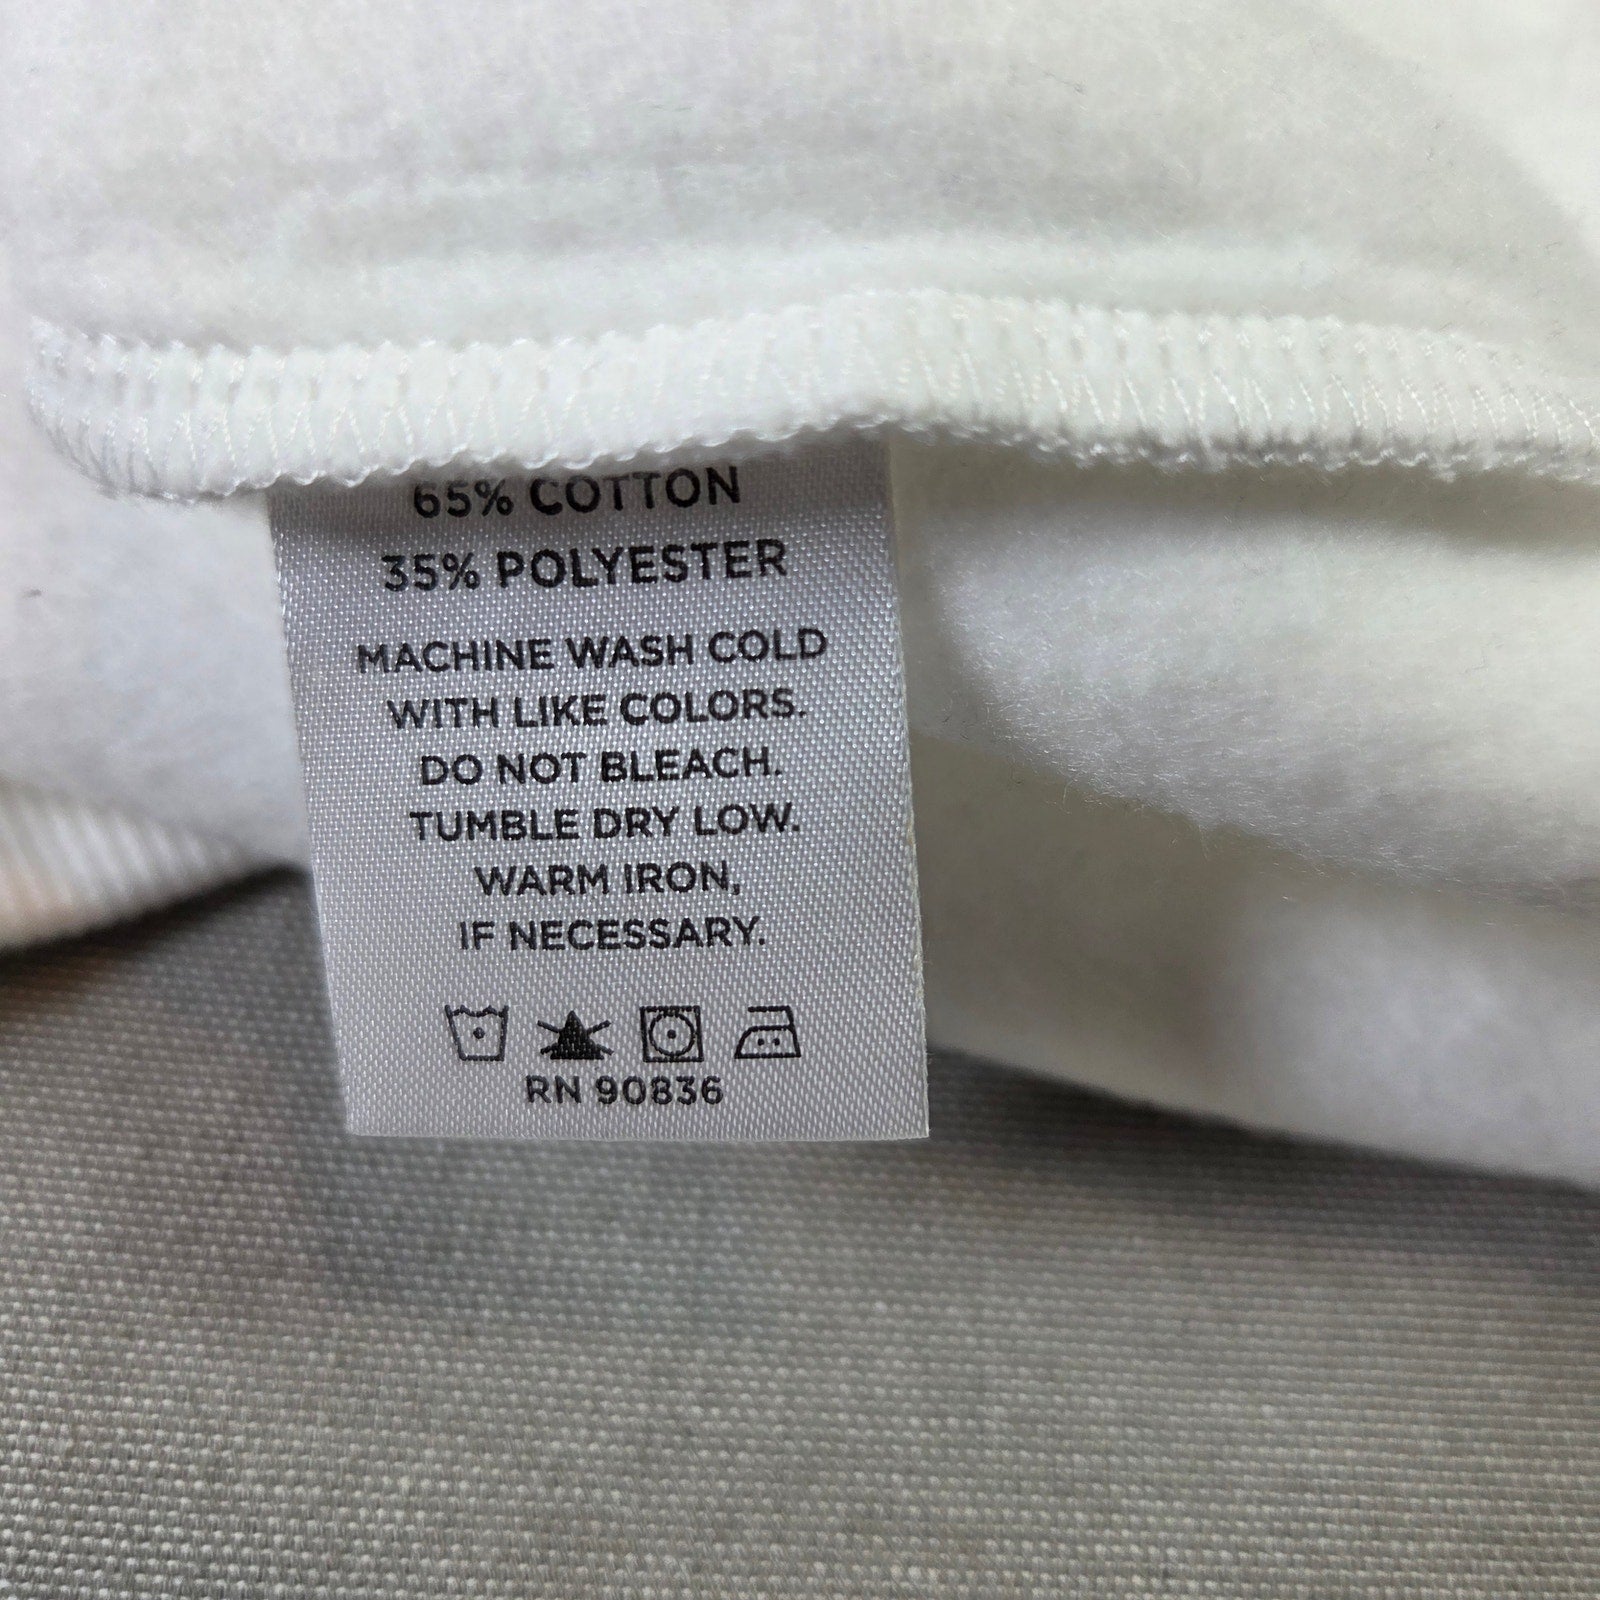 65% COTTON
35% POLYESTER
MACHINE WASH COLD
WITH LIKE COLORS.
DO NOT BLEACH.
TUMBLE DRY LOW.
WARM IRON,
IF NECESSARY.
RN 90836